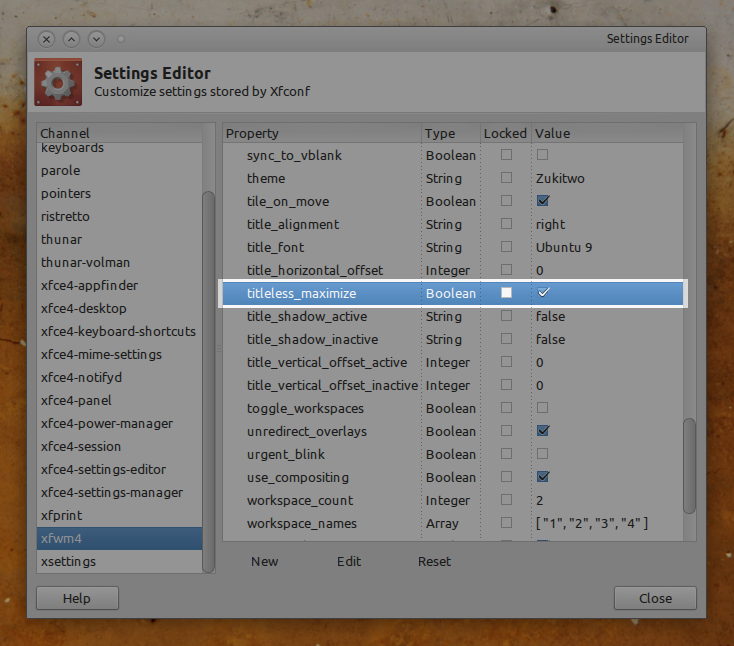 Settings Editor
Settings Editor
Customize settings stored by Xfconf
Channel
keyboards
parole
pointers
ristretto
thunar
thunar-volman
xfce4-appfinder
xfce4-desktop
xfce4-keyboard-shortcuts
xfce4-mime-settings
xfce4-notifyd
xfce4-panel
xfce4-power-manager
xfce4-session
xfce4-settings-editor
xfce4-settings-manager
xfprint
xfwm4
xsettings
Property Type Locked Value
sync_to_vblank Boolean
theme String Zukitwo
tile_on_move Boolean
title_alignment String right
title_font String Ubuntu 9
title_horizontal_offset Integer 0
titleless_maximize Boolean
title_shadow_active String false
title_shadow_inactive String false
title_vertical_offset_active Integer 0
title_vertical_offset_inactive Integer 0
toggle_workspaces Boolean
unredirect_overlays Boolean
urgent_blink Boolean
use_compositing Boolean
workspace_count Integer 2
workspace_names Array [ "1", "2", "3", "4" ]
New Edit Reset
Help Close